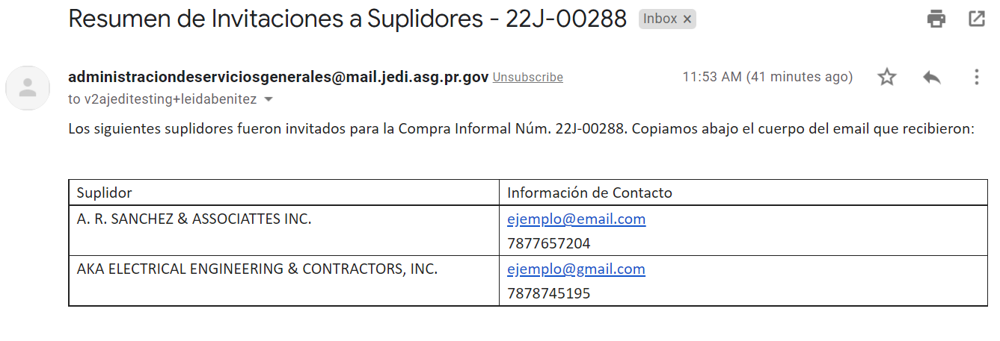 Resumen de Invitaciones a Suplidores - 22J-00288 Inbox ×
administraciondeserviciosgenerales@mail.jedi.asg.pr.gov Unsubscribe 11:53 AM (41 minutes ago)
to v2ajeditesting+leidabenitez
Los siguientes suplidores fueron invitados para la Compra Informal Núm. 22J-00288. Copiamos abajo el cuerpo del email que recibieron:
Suplidor Información de Contacto
A. R. SANCHEZ & ASSOCIATTES INC. ejemplo@email.com
7877657204
AKA ELECTRICAL ENGINEERING & CONTRACTORS, INC. ejemplo@gmail.com
7878745195